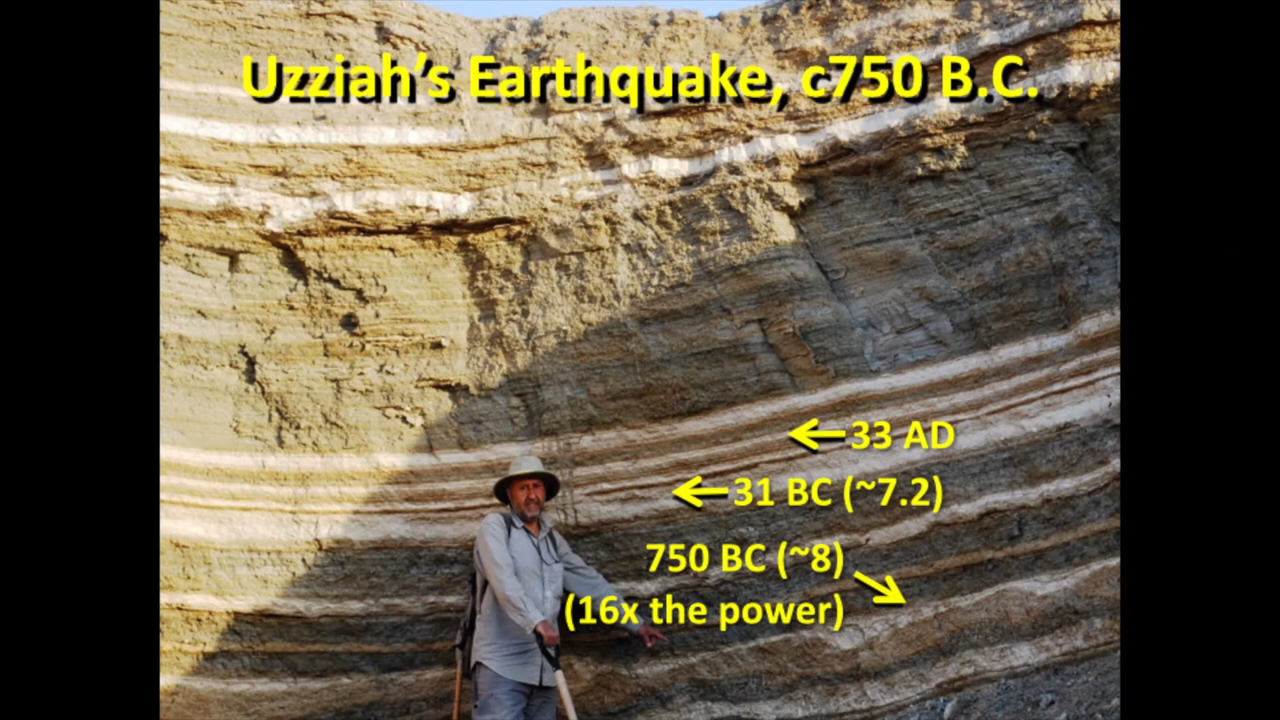 Uzziah's Earthquake, c750 B.C.
33 AD
31 BC (~7.2)
750 BC (~8)
(16x the power)